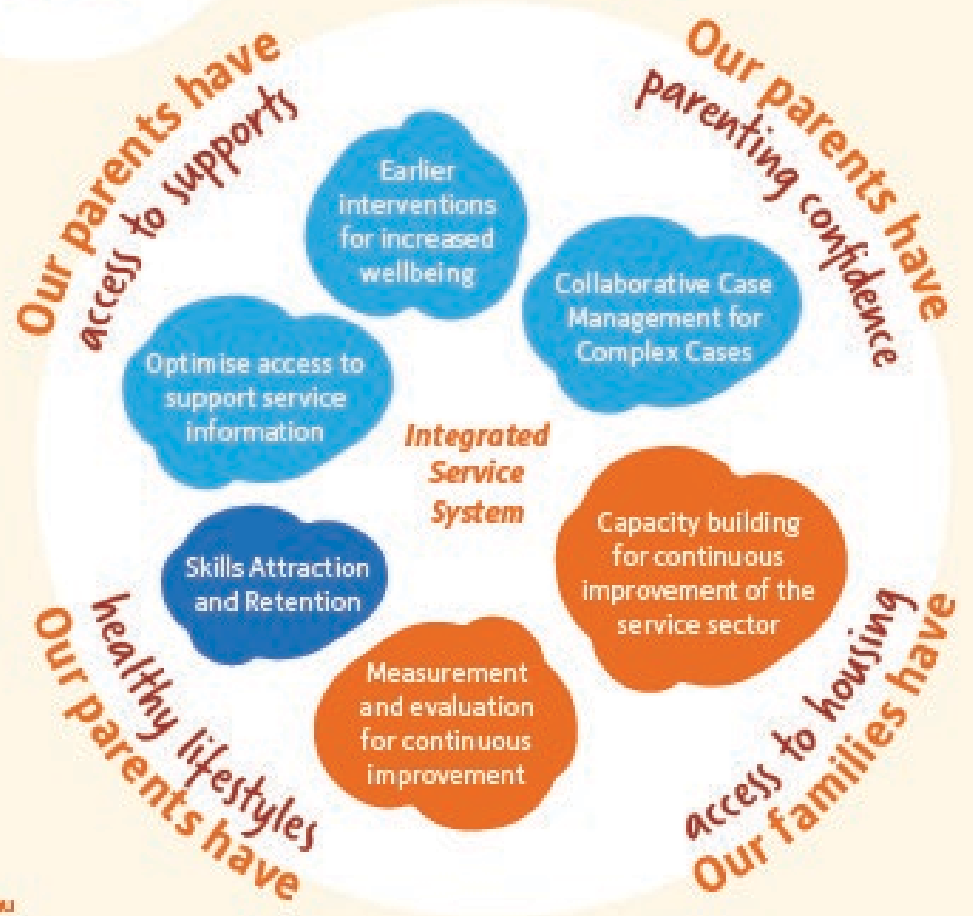 Our parents have
access to supports
Our parents have
parenting confidence
Earlier
interventions
for increased
wellbeing
Collaborative Case
Management for
Complex Cases
Optimise access to
support service
information
Integrated
Service
System
Capacity building
for continuous
improvement of the
service sector
Skills Attraction
and Retention
Measurement
and evaluation
for continuous
improvement
healthy lifestyles
Our parents have
access to housing
Our families have